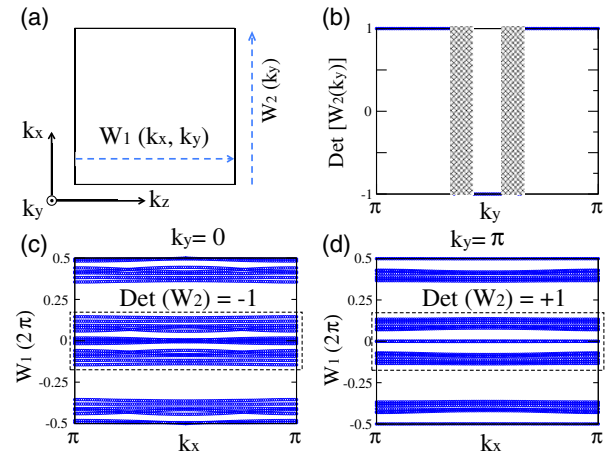 (a)
kx
W1 (kx, ky)
W2 (ky)
ky
kz
(b)
Det [W2(ky)]
1
0
-1
π
ky
π
(c)
ky= 0
W1 (2 π)
0.5
0.25
0
-0.25
-0.5
Det (W2) = -1
π
kx
π
(d)
ky= π
W1 (2π)
0.5
0.25
0
-0.25
-0.5
Det (W2) = +1
π
kx
π